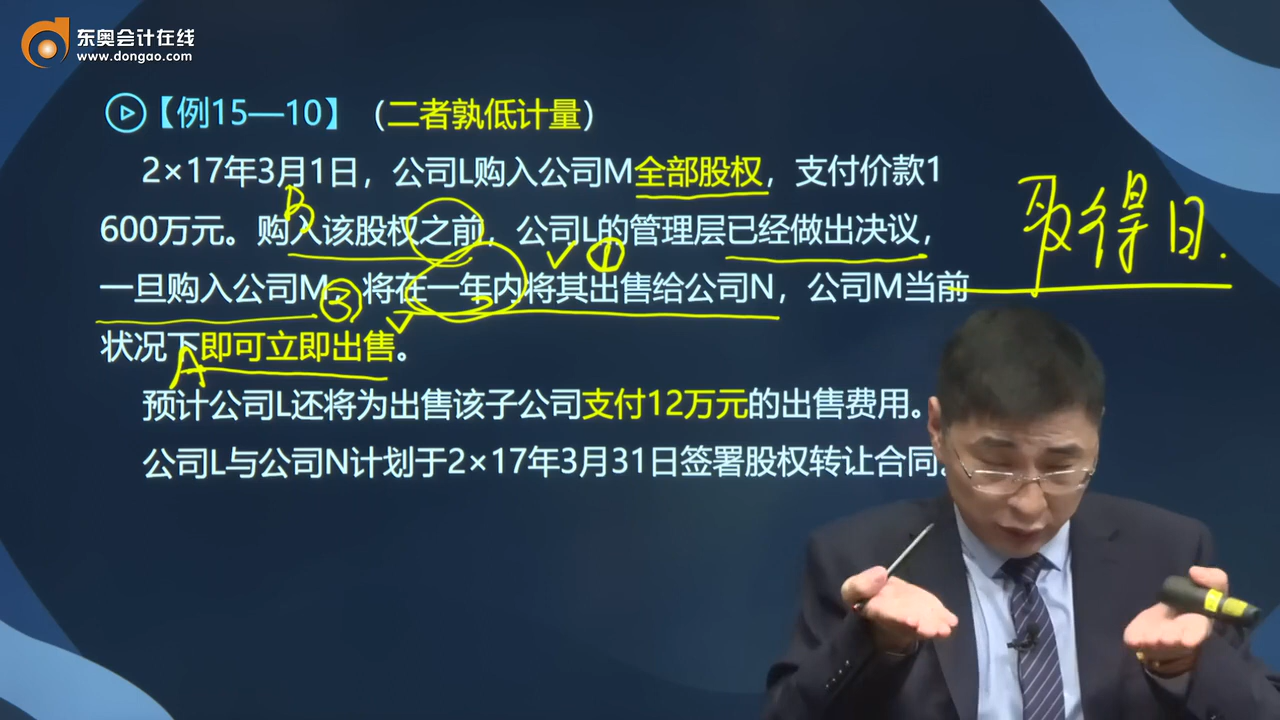 东奥会计在线
www.dongao.com
【例15—10】（二者孰低计量）
2×17年3月1日，公司L购入公司M全部股权，支付价款1
600万元。购入该股权之前，公司L的管理层已经做出决议，
一旦购入公司M，将在一年内将其出售给公司N，公司M当前
状况下即可立即出售。
预计公司L还将为出售该子公司支付12万元的出售费用。
公司L与公司N计划于2×17年3月31日签署股权转让合同。
取得日.
B
①
③
A